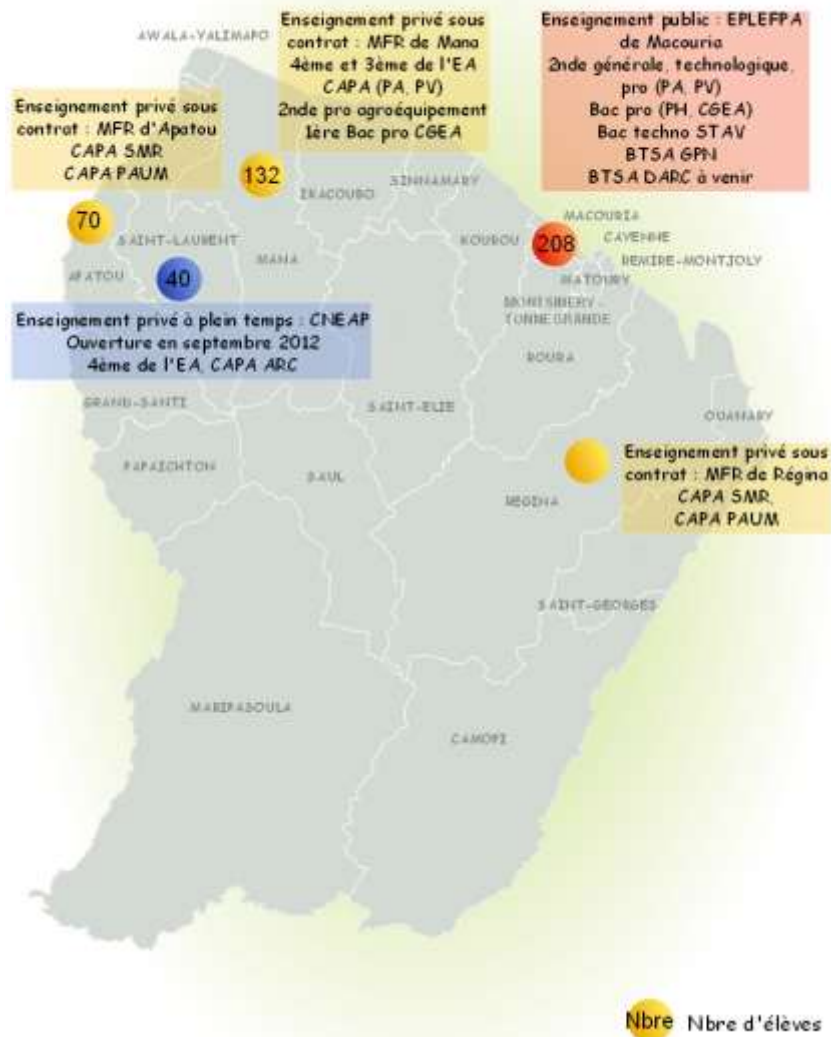 AWALA-YALIMAPO
Enseignement privé sous
contrat : MFR de Mana
4ème et 3ème de l'EA
CAPA (PA, PV)
2nde pro agroéquipement
1ère Bac pro CGEA
Enseignement public : EPLEFPA
de Macouria
2nde générale, technologique,
pro (PA, PV)
Bac pro (PH, CGEA)
Bac techno STAV
BTSA GPN
BTSA DARC à venir
Enseignement privé sous
contrat : MFR d'Apatou
CAPA SMR
CAPA PAUM
132
IRACOUBO
SINNAMARY
70
SAINT-LAURENT
MANA
KOUROU
208
MACOURIA
CAYENNE
REMIRE-MONTJOLY
MATOURY
APATOU
40
MONTSINERY-
TONNEGRANDE
Enseignement privé à plein temps : CNEAP
Ouverture en septembre 2012
4ème de l'EA, CAPA ARC
ROURA
GRAND-SANTI
SAINT-ELIE
OUANARY
PAPAICHTON
SAUL
REGINA
Enseignement privé sous
contrat : MFR de Régina
CAPA SMR,
CAPA PAUM
SAINT-GEORGES
MARIPASOULA
CAMOPI
Nbre Nbre d'élèves